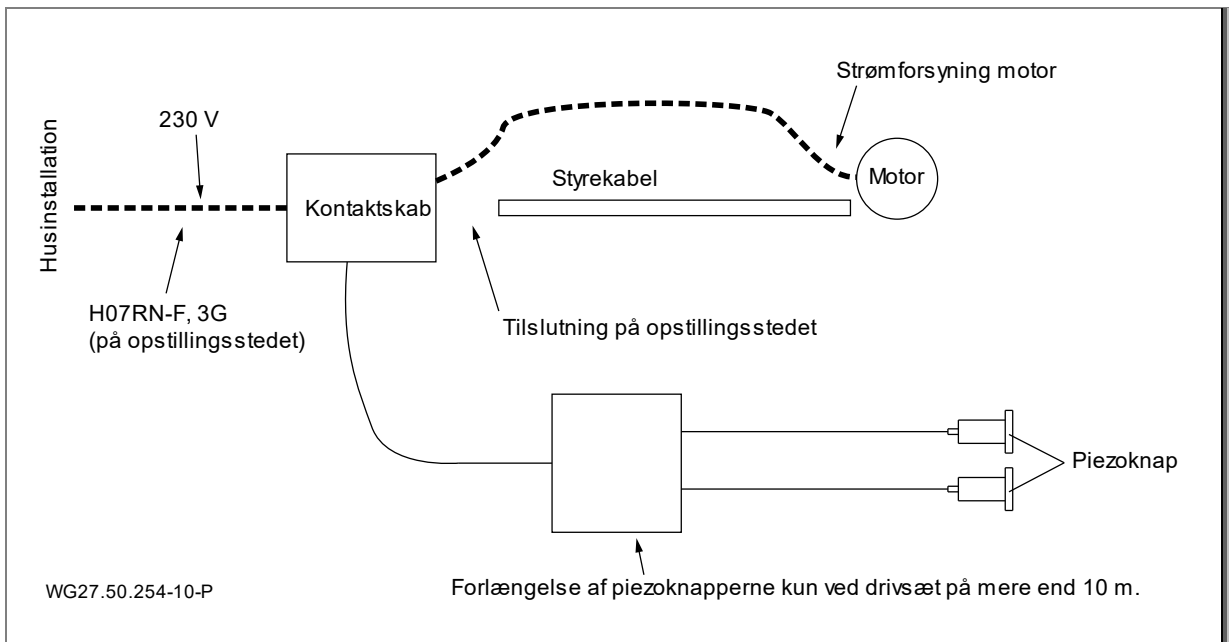 Strømforsyning motor
230 V
Husinstallation
Styrekabel
Motor
Kontaktskab
H07RN-F, 3G
(på opstillingsstedet)
Tilslutning på opstillingsstedet
Piezoknap
WG27.50.254-10-P
Forlængelse af piezoknapperne kun ved drivsæt på mere end 10 m.